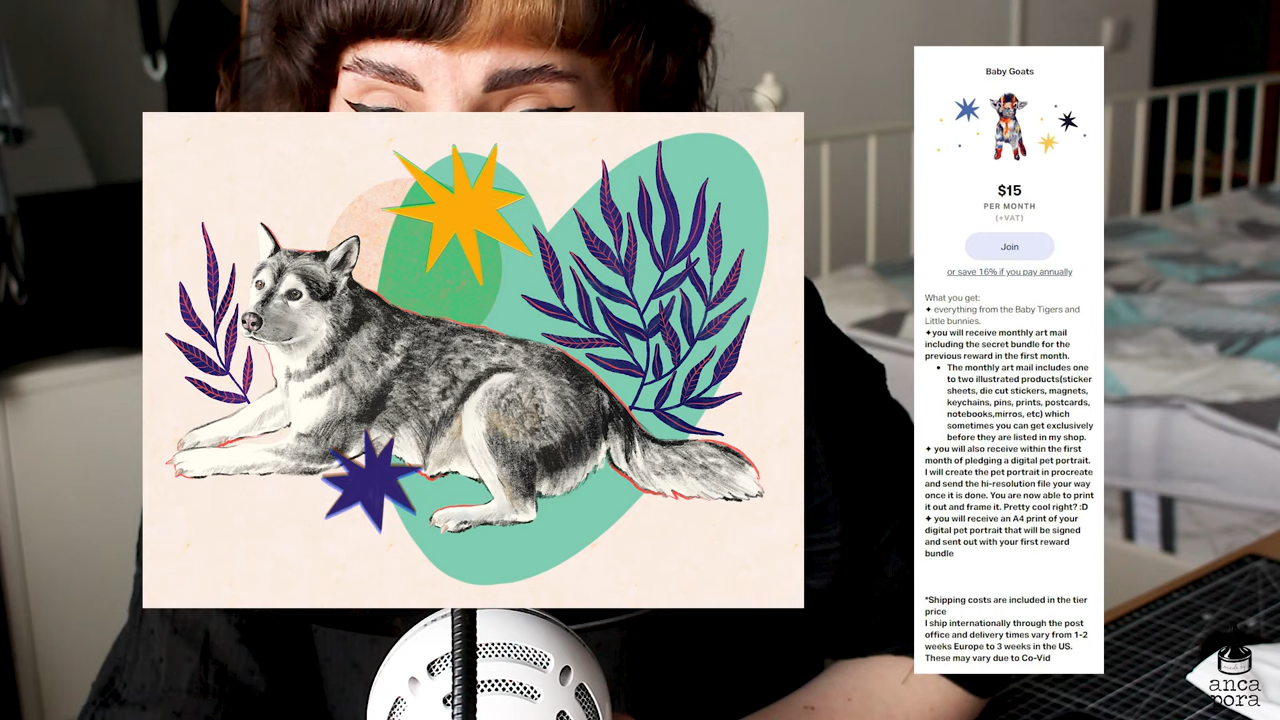 Baby Goats
$15
PER MONTH
(+VAT)
Join
or save 16% if you pay annually
What you get:
✦ everything from the Baby Tigers and
Little bunnies.
✦you will receive monthly art mail
including the secret bundle for the
previous reward in the first month.
• The monthly art mail includes one
to two illustrated products(sticker
sheets, die cut stickers, magnets,
keychains, pins, prints, postcards,
notebooks,mirros, etc) which
sometimes you can get exclusively
before they are listed in my shop.
✦ you will also receive within the first
month of pledging a digital pet portrait.
I will create the pet portrait in procreate
and send the hi-resolution file your way
once it is done. You are now able to print
it out and frame it. Pretty cool right? :D
✦ you will receive an A4 print of your
digital pet portrait that will be signed
and sent out with your first reward
bundle
*Shipping costs are included in the tier
price
I ship internationally through the post
office and delivery times vary from 1-2
weeks Europe to 3 weeks in the US.
These may vary due to Co-Vid
made by
anca
pora